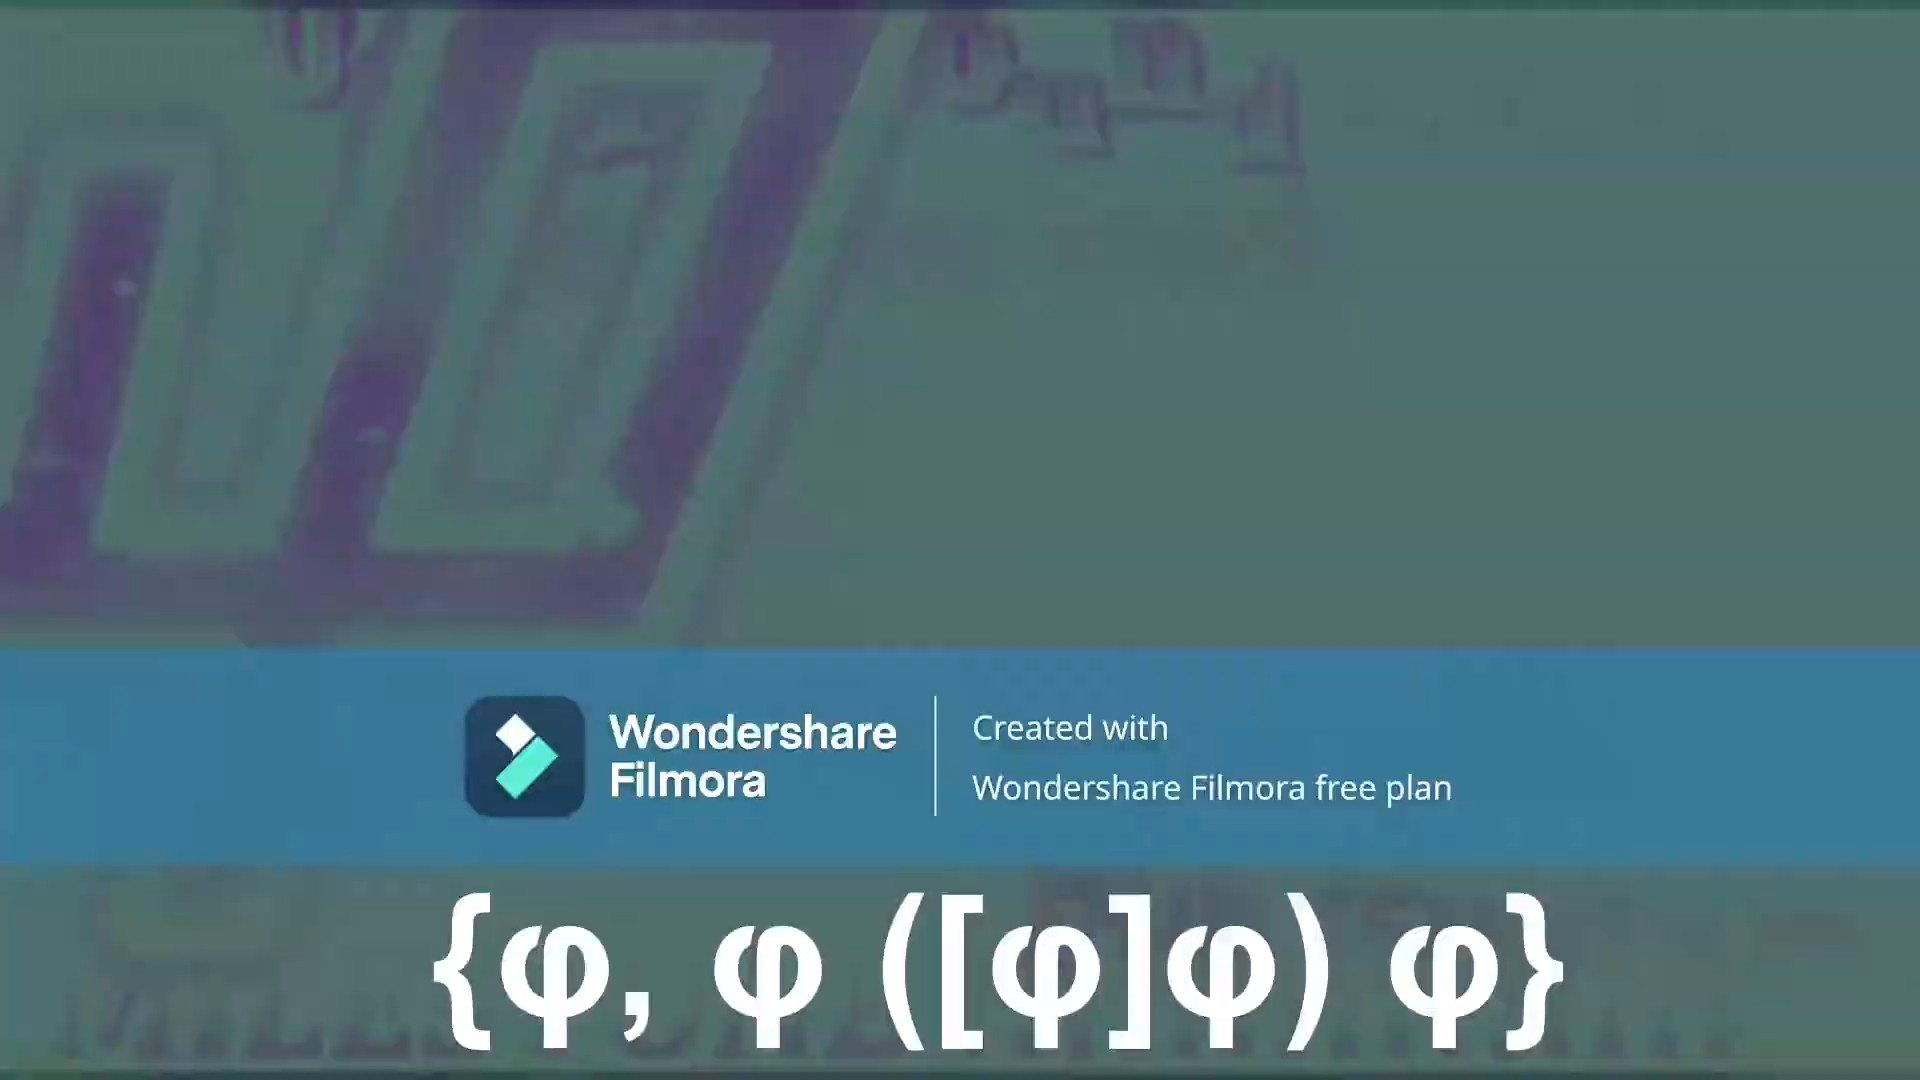 Wondershare
Filmora
Created with
Wondershare Filmora free plan
{φ, φ ([φ]φ) φ}